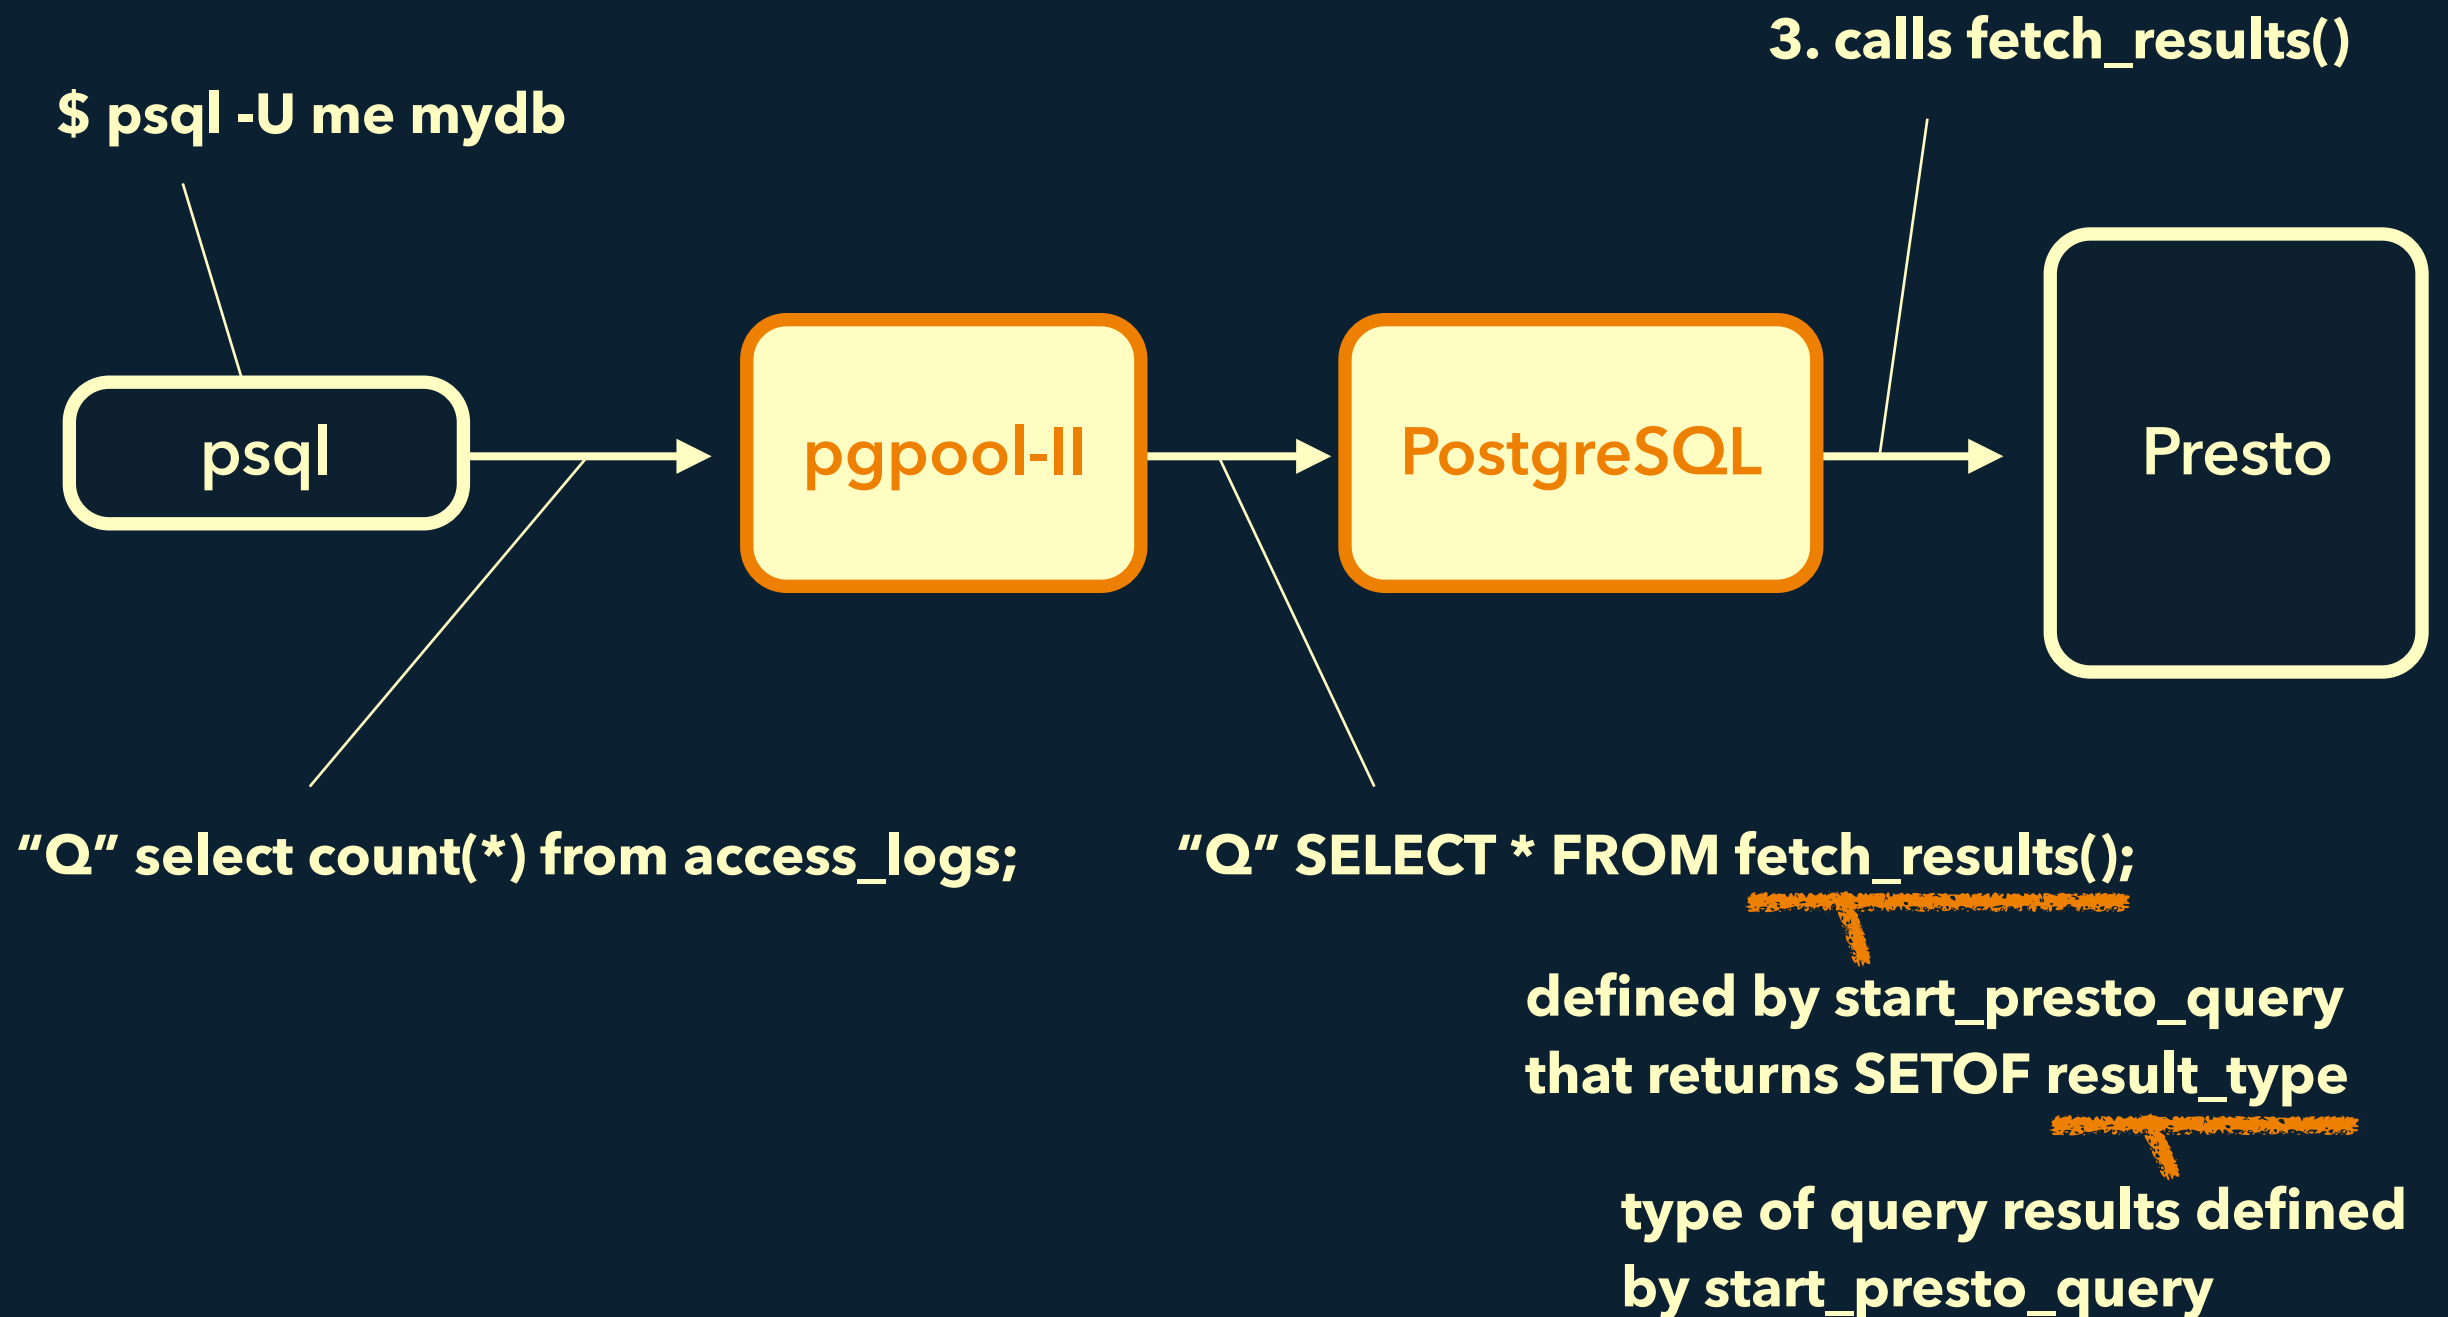 3. calls fetch_results()
$ psql -U me mydb
psql
pgpool-II
PostgreSQL
Presto
“Q” select count(*) from access_logs;
“Q” SELECT * FROM fetch_results();
defined by start_presto_query
that returns SETOF result_type
type of query results defined
by start_presto_query